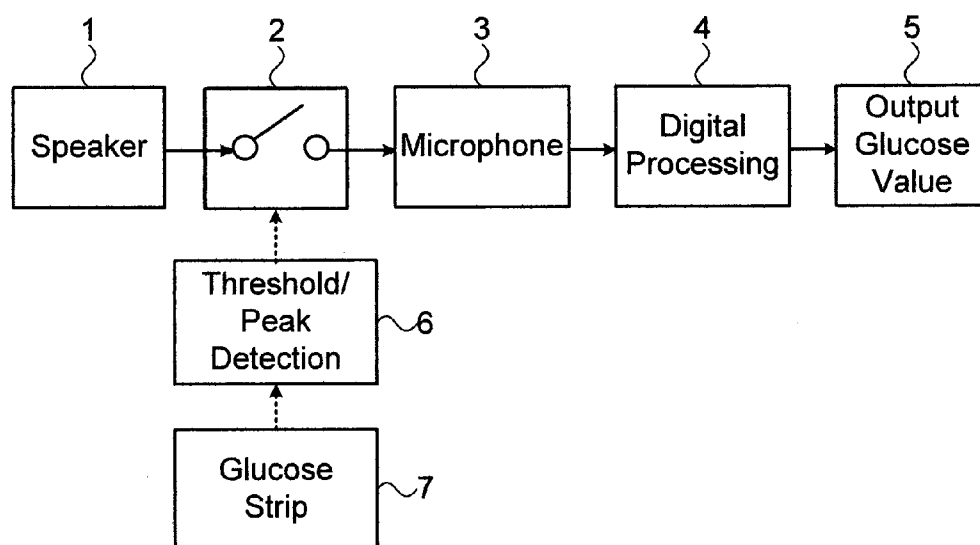 1
2
3
4
5
Speaker
Microphone
Digital
Processing
Output
Glucose
Value
Threshold/
Peak
Detection
6
Glucose
Strip
7